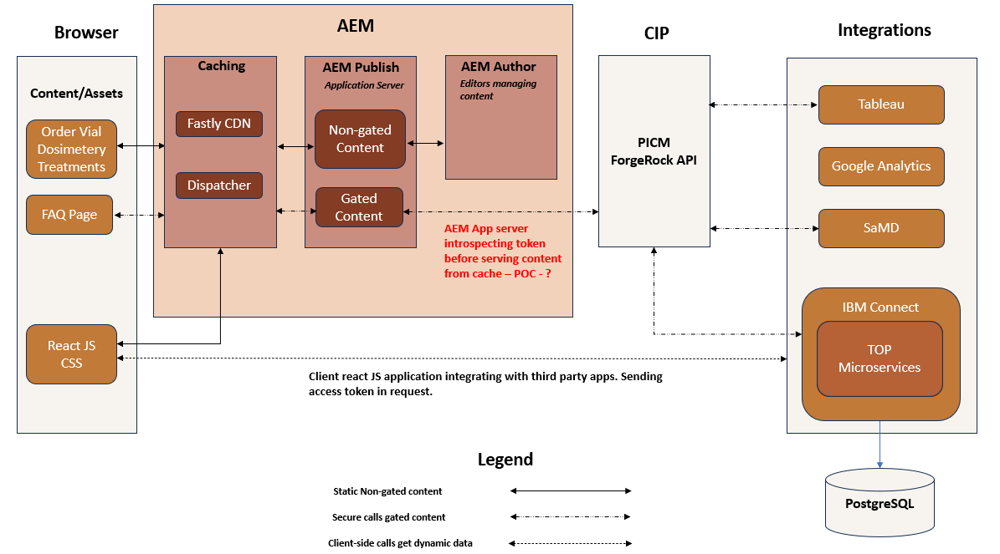 Browser
AEM
CIP
Integrations
Content/Assets
Order Vial
Dosimetery
Treatments
FAQ Page
React JS
CSS
Caching
Fastly CDN
Dispatcher
AEM Publish
Application Server
Non-gated
Content
Gated
Content
AEM Author
Editors managing
content
AEM App server
introspecting token
before serving content
from cache – POC - ?
PICM
ForgeRock API
Tableau
Google Analytics
SaMD
IBM Connect
TOP
Microservices
Client react JS application integrating with third party apps. Sending
access token in request.
PostgreSQL
Legend
Static Non-gated content
Secure calls gated content
Client-side calls get dynamic data